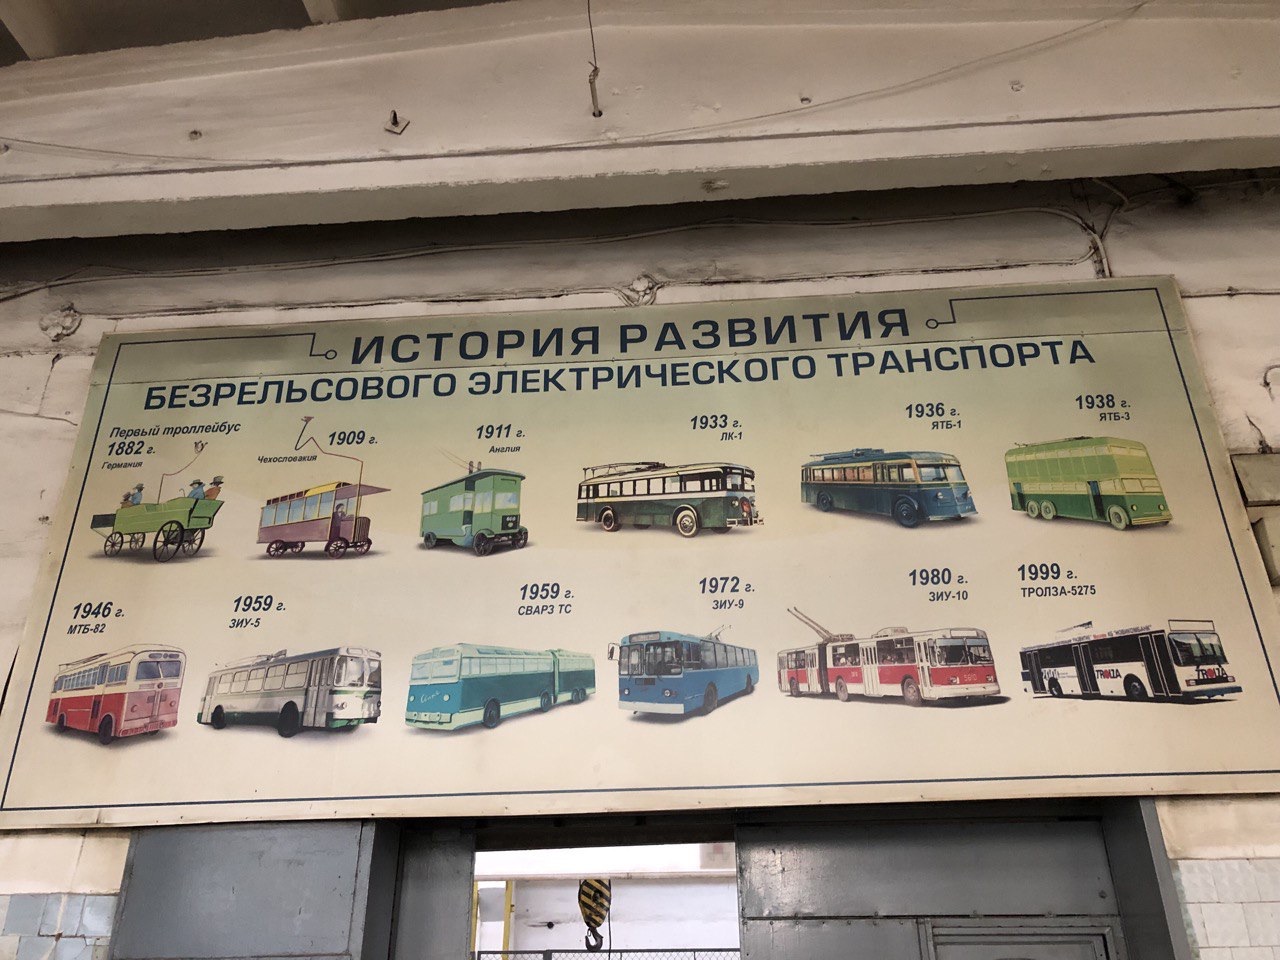 ИСТОРИЯ РАЗВИТИЯ
БЕЗРЕЛЬСОВОГО ЭЛЕКТРИЧЕСКОГО ТРАНСПОРТА
Первый троллейбус
1882 г.
Германия
1909 г.
Чехословакия
1911 г.
Англия
1933 г.
ЛК-1
1936 г.
ЯТБ-1
1938 г.
ЯТБ-3
1946 г.
МТБ-82
1959 г.
ЗИУ-5
1959 г.
СВАРЗ ТС
1972 г.
ЗИУ-9
1980 г.
ЗИУ-10
1999 г.
ТРОЛЗА-5275